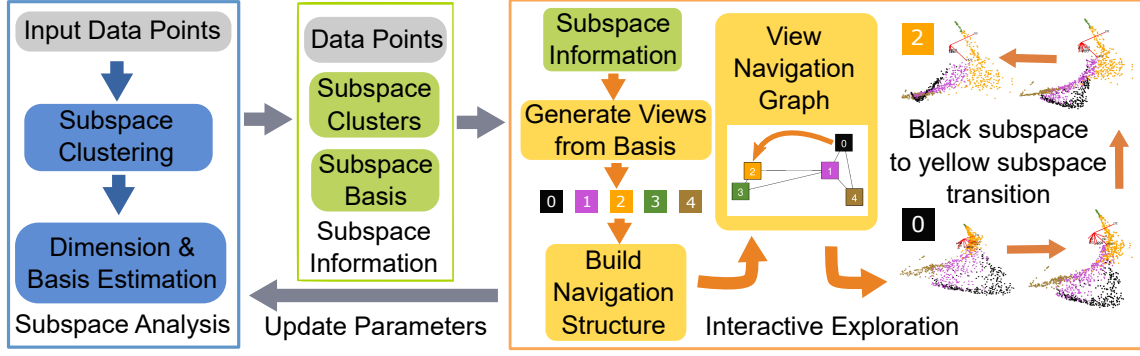 Input Data Points
Subspace
Clustering
Dimension &
Basis Estimation
Subspace Analysis
Data Points
Subspace
Clusters
Subspace
Basis
Subspace
Information
Update Parameters
Subspace
Information
Generate Views
from Basis
0 1 2 3 4
Build
Navigation
Structure
View
Navigation
Graph
0
2
1
3
4
2
Black subspace
to yellow subspace
transition
0
Interactive Exploration